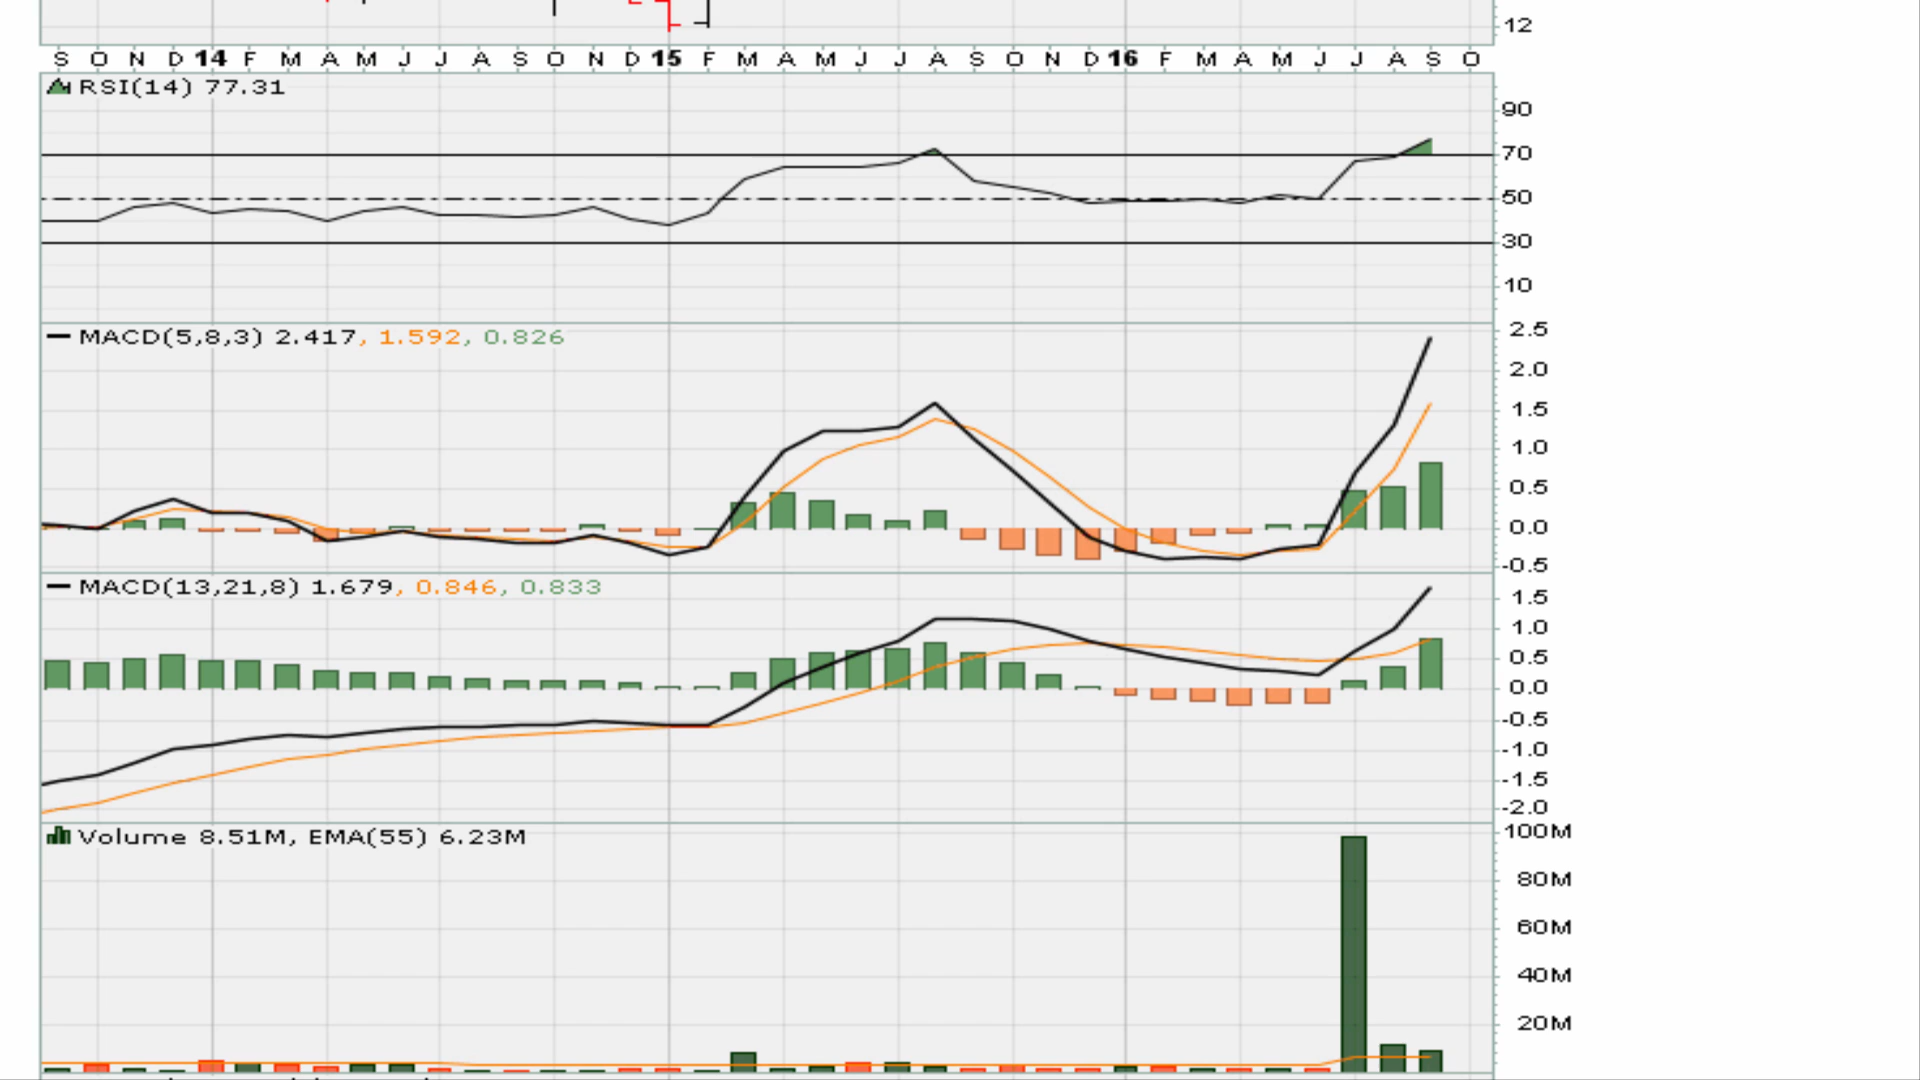 12
S O N D 14 F M A M J J A S O N D 15 F M A M J J A S O N D 16 F M A M J J A S O
RSI(14) 77.31
90
70
50
30
10
MACD(5,8,3) 2.417, 1.592, 0.826
2.5
2.0
1.5
1.0
0.5
0.0
-0.5
MACD(13,21,8) 1.679, 0.846, 0.833
1.5
1.0
0.5
0.0
-0.5
-1.0
-1.5
-2.0
Volume 8.51M, EMA(55) 6.23M
100M
80M
60M
40M
20M